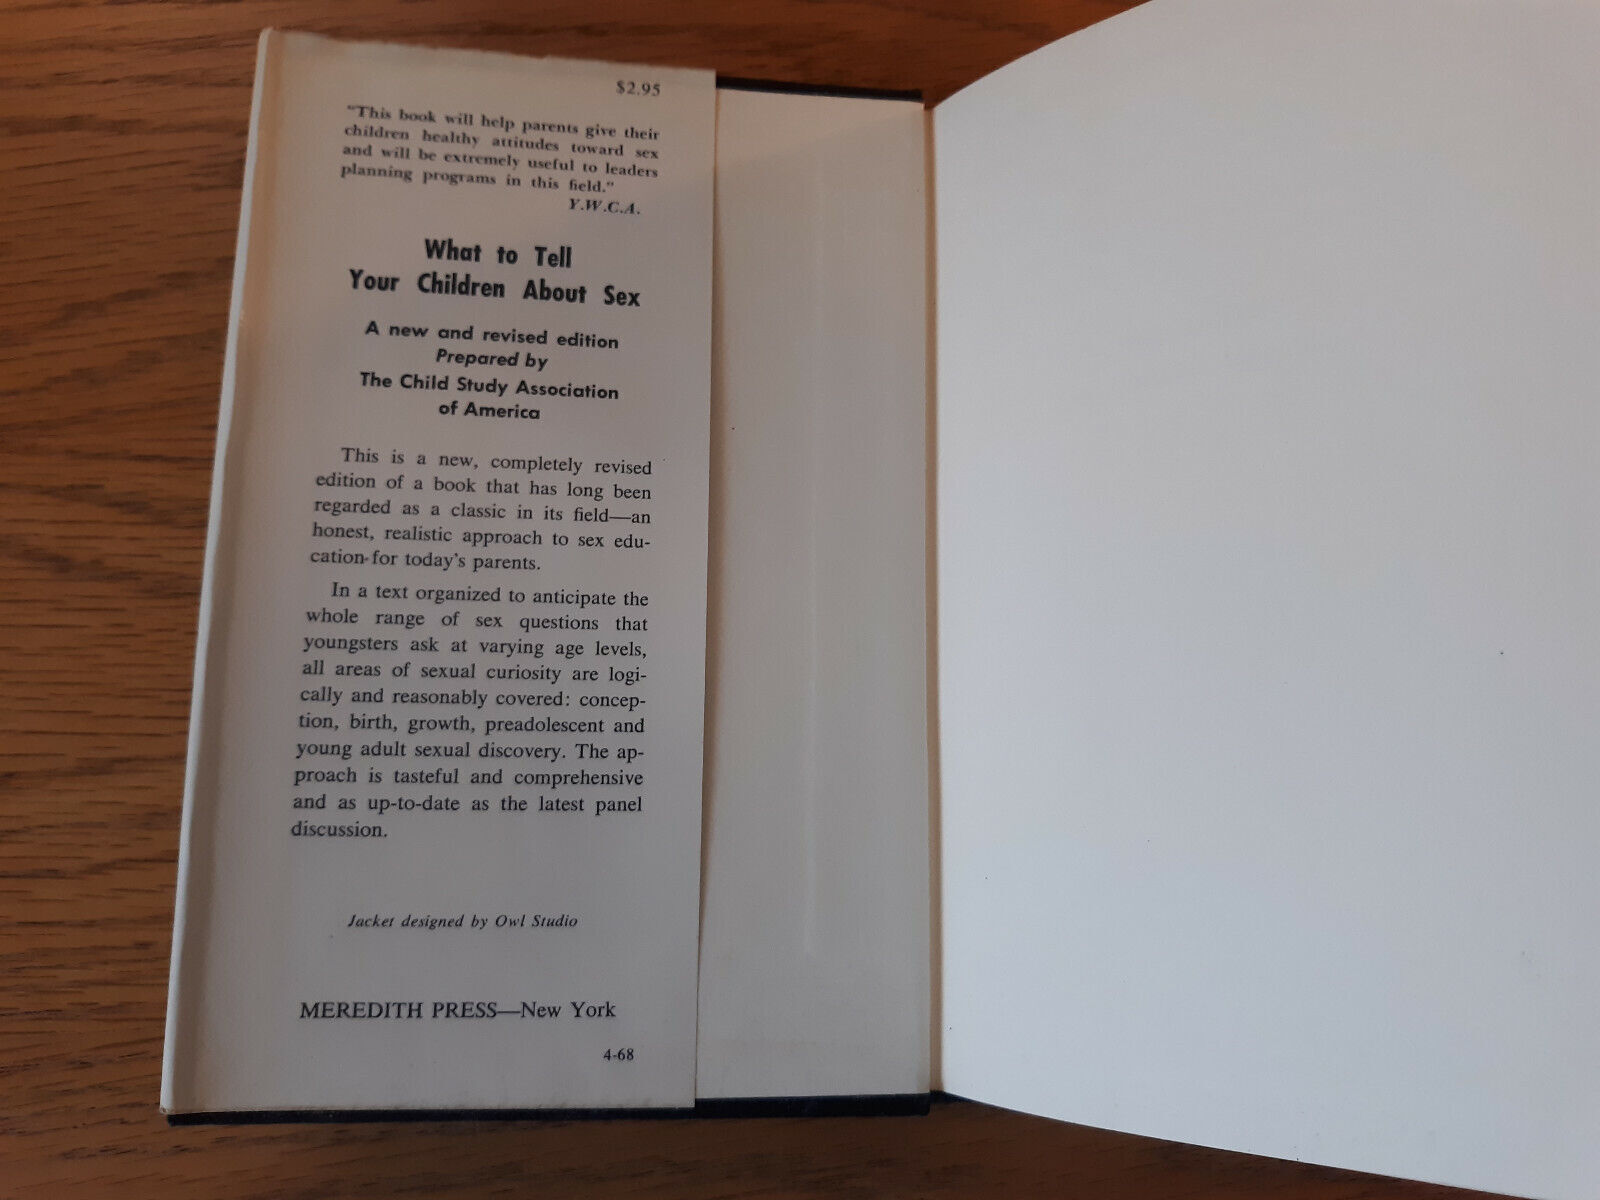 $2.95
"This book will help parents give their
children healthy attitudes toward sex
and will be extremely useful to leaders
planning programs in this field."
Y.W.C.A.
What to Tell
Your Children About Sex
A new and revised edition
Prepared by
The Child Study Association
of America
This is a new, completely revised
edition of a book that has long been
regarded as a classic in its field—an
honest, realistic approach to sex edu-
cation for today's parents.
In a text organized to anticipate the
whole range of sex questions that
youngsters ask at varying age levels,
all areas of sexual curiosity are logi-
cally and reasonably covered: concep-
tion, birth, growth, preadolescent and
young adult sexual discovery. The ap-
proach is tasteful and comprehensive
and as up-to-date as the latest panel
discussion.
Jacket designed by Owl Studio
MEREDITH PRESS—New York
4-68